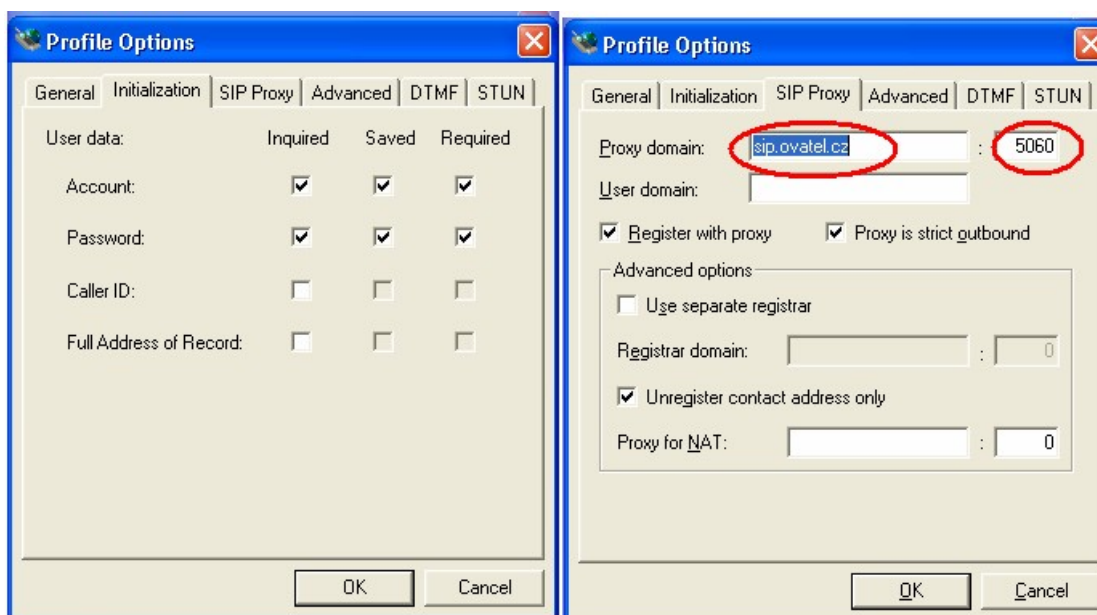 Profile Options
General Initialization SIP Proxy Advanced DTMF STUN
User data: Inquired Saved Required
Account:
Password:
Caller ID:
Full Address of Record:
OK Cancel
Profile Options
General Initialization SIP Proxy Advanced DTMF STUN
Proxy domain: sip.ovatel.cz : 5060
User domain:
Register with proxy Proxy is strict outbound
Advanced options
Use separate registrar
Registrar domain: : 0
Unregister contact address only
Proxy for NAT: : 0
OK Cancel